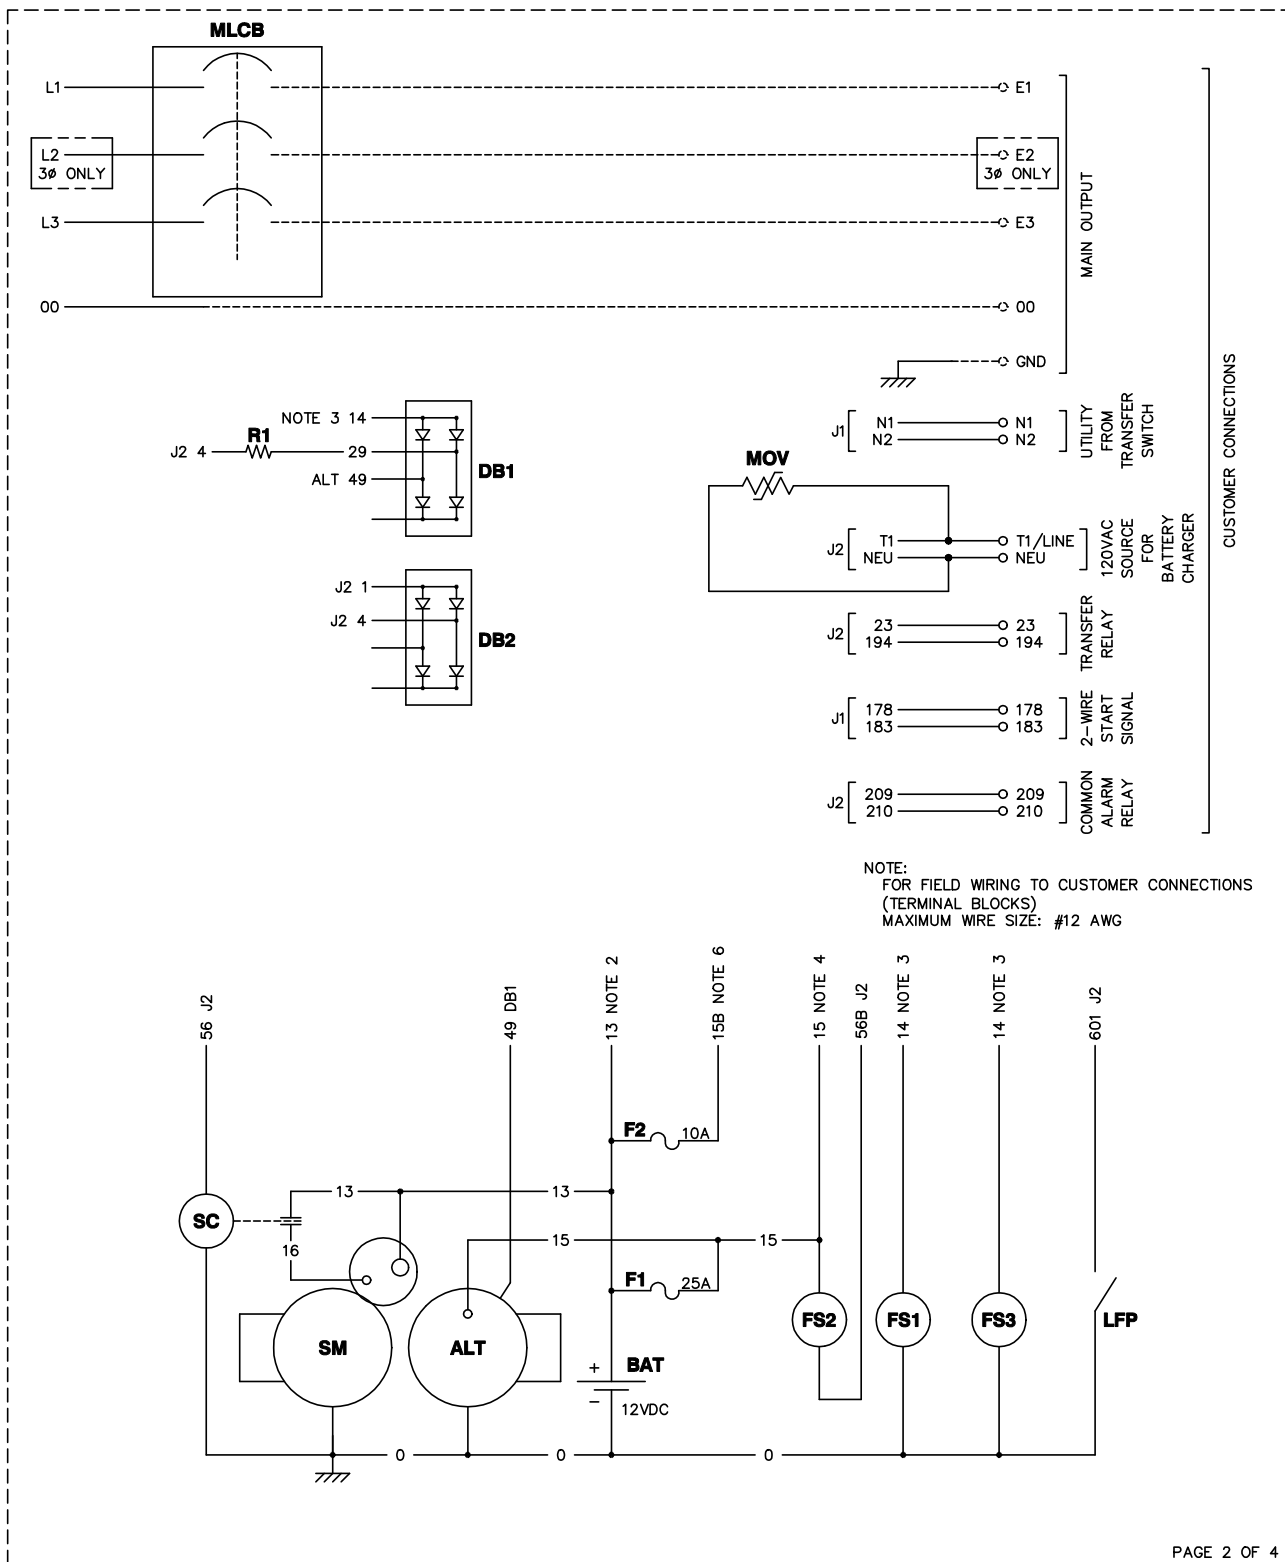 MLCB
L1
E1
L2
3Ø ONLY
E2
3Ø ONLY
L3
E3
00
00
GND
MAIN OUTPUT
CUSTOMER CONNECTIONS
NOTE 3 14
J2 4
R1
29
ALT 49
DB1
J1
N1
N2
N1
N2
UTILITY
FROM
TRANSFER
SWITCH
MOV
J2
T1
NEU
T1/LINE
NEU
120VAC
SOURCE
FOR
BATTERY
CHARGER
J2 1
J2 4
DB2
J2
23
194
23
194
TRANSFER
RELAY
J1
178
183
178
183
2-WIRE
START
SIGNAL
J2
209
210
209
210
COMMON
ALARM
RELAY
NOTE:
FOR FIELD WIRING TO CUSTOMER CONNECTIONS
(TERMINAL BLOCKS)
MAXIMUM WIRE SIZE: #12 AWG
56 J2
49 DB1
13 NOTE 2
15B NOTE 6
15 NOTE 4
56B J2
14 NOTE 3
14 NOTE 3
601 J2
F2
10A
13
13
SC
16
15
15
F1
25A
SM
ALT
BAT
+
-
12VDC
FS2
FS1
FS3
LFP
0
0
0
PAGE 2 OF 4